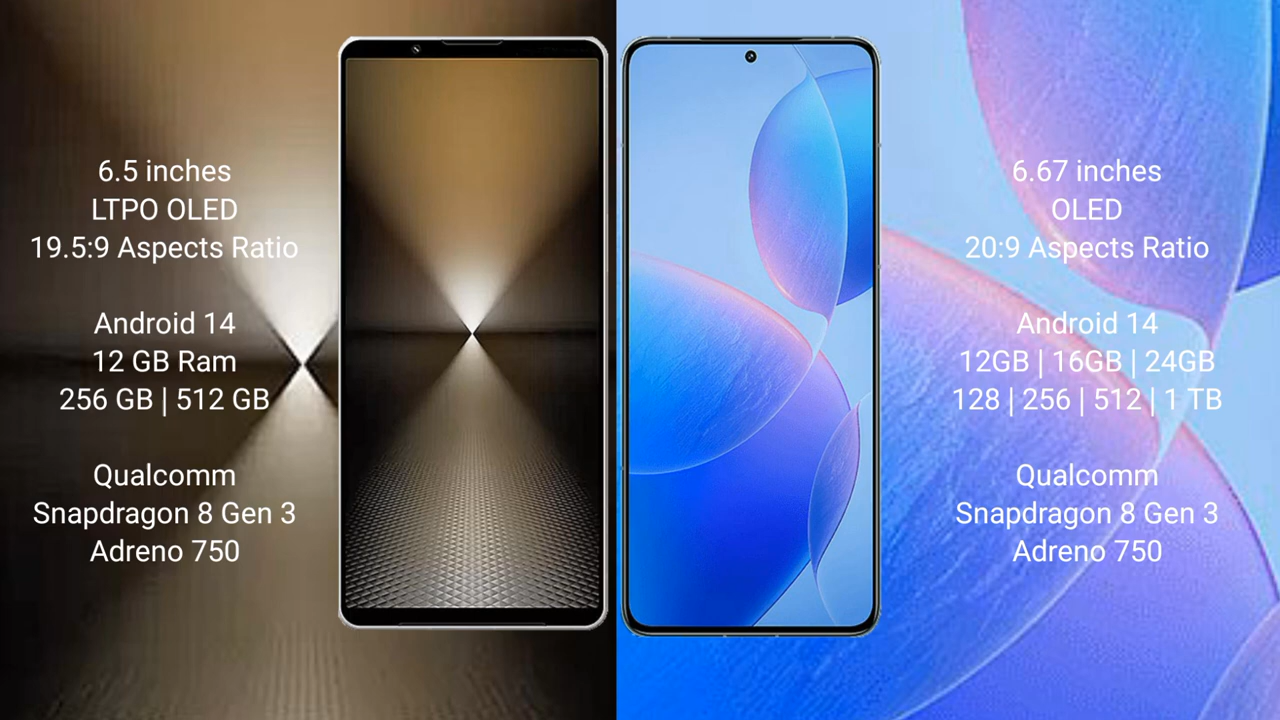 6.5 inches
LTPO OLED
19.5:9 Aspects Ratio
Android 14
12 GB Ram
256 GB | 512 GB
Qualcomm
Snapdragon 8 Gen 3
Adreno 750
6.67 inches
OLED
20:9 Aspects Ratio
Android 14
12GB | 16GB | 24GB
128 | 256 | 512 | 1 TB
Qualcomm
Snapdragon 8 Gen 3
Adreno 750